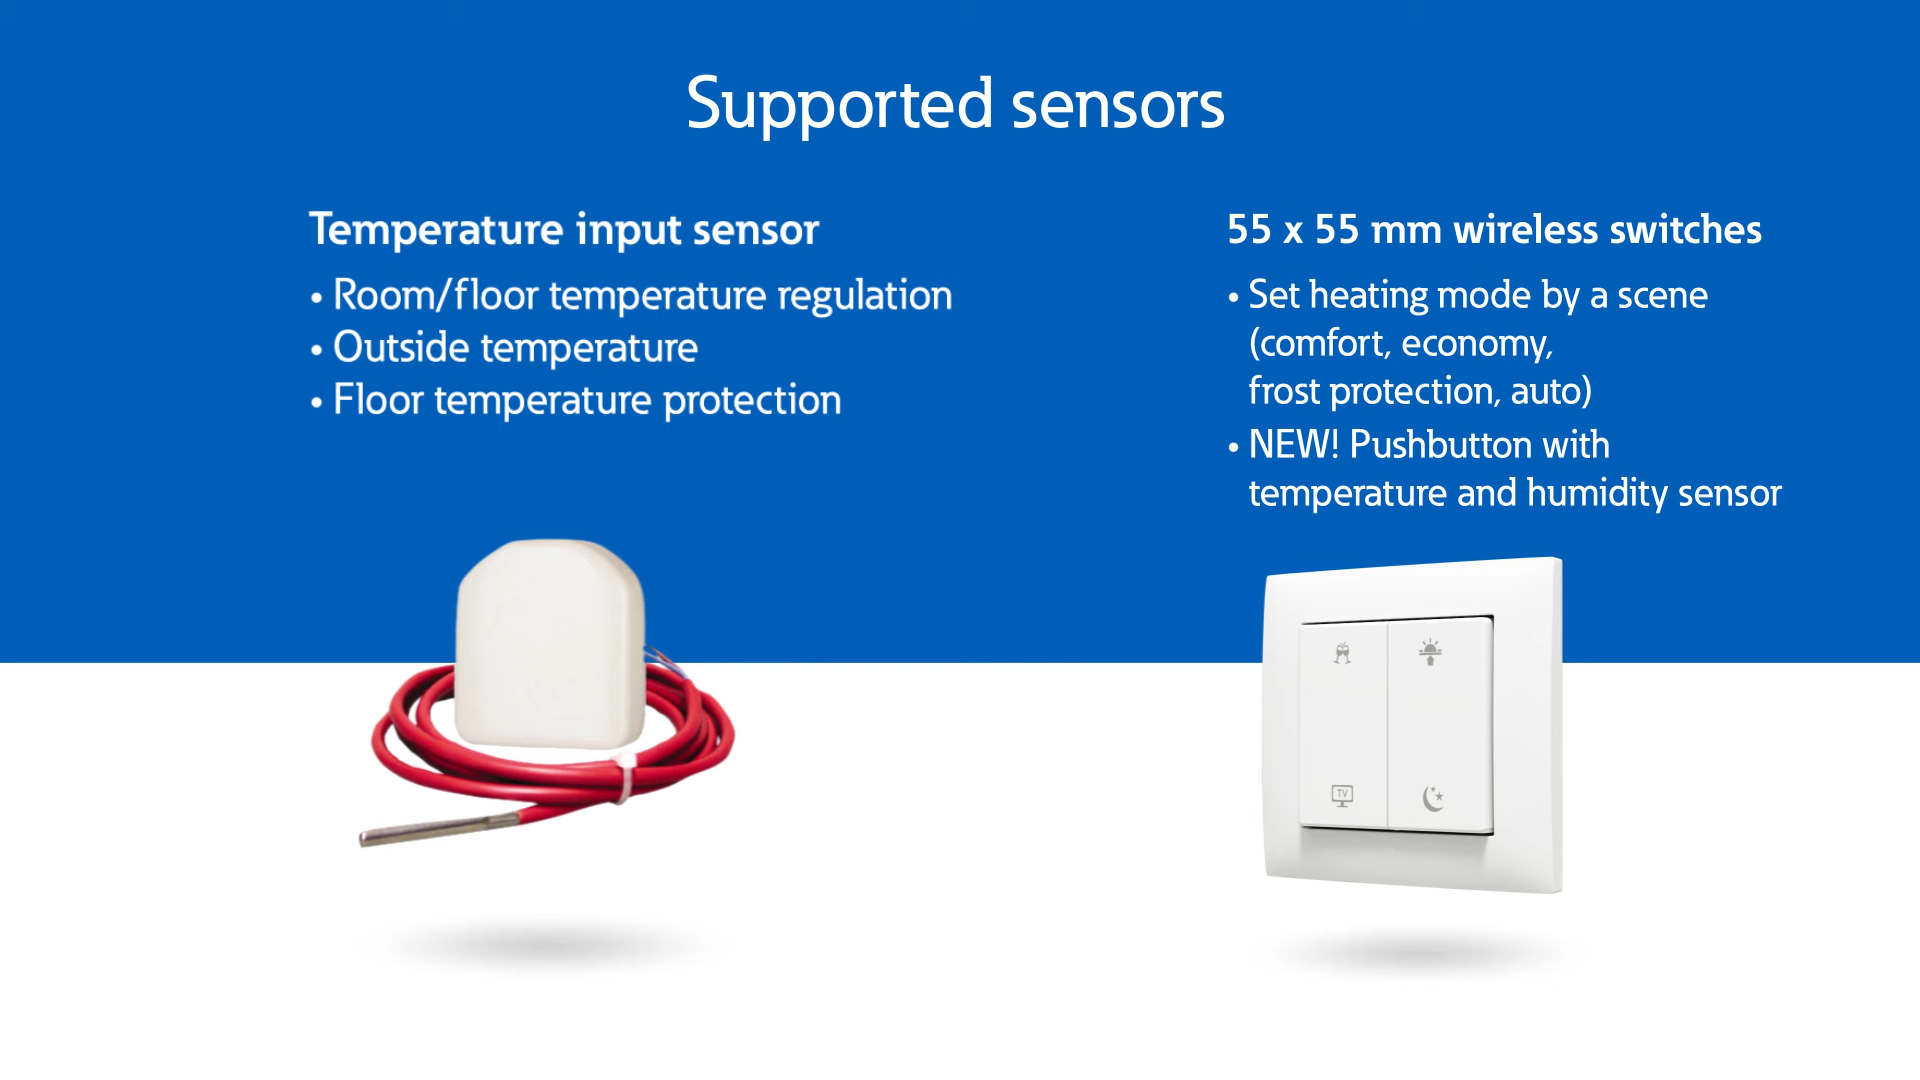 Supported sensors
Temperature input sensor
• Room/floor temperature regulation
• Outside temperature
• Floor temperature protection
55 x 55 mm wireless switches
• Set heating mode by a scene
(comfort, economy,
frost protection, auto)
• NEW! Pushbutton with
temperature and humidity sensor
TV